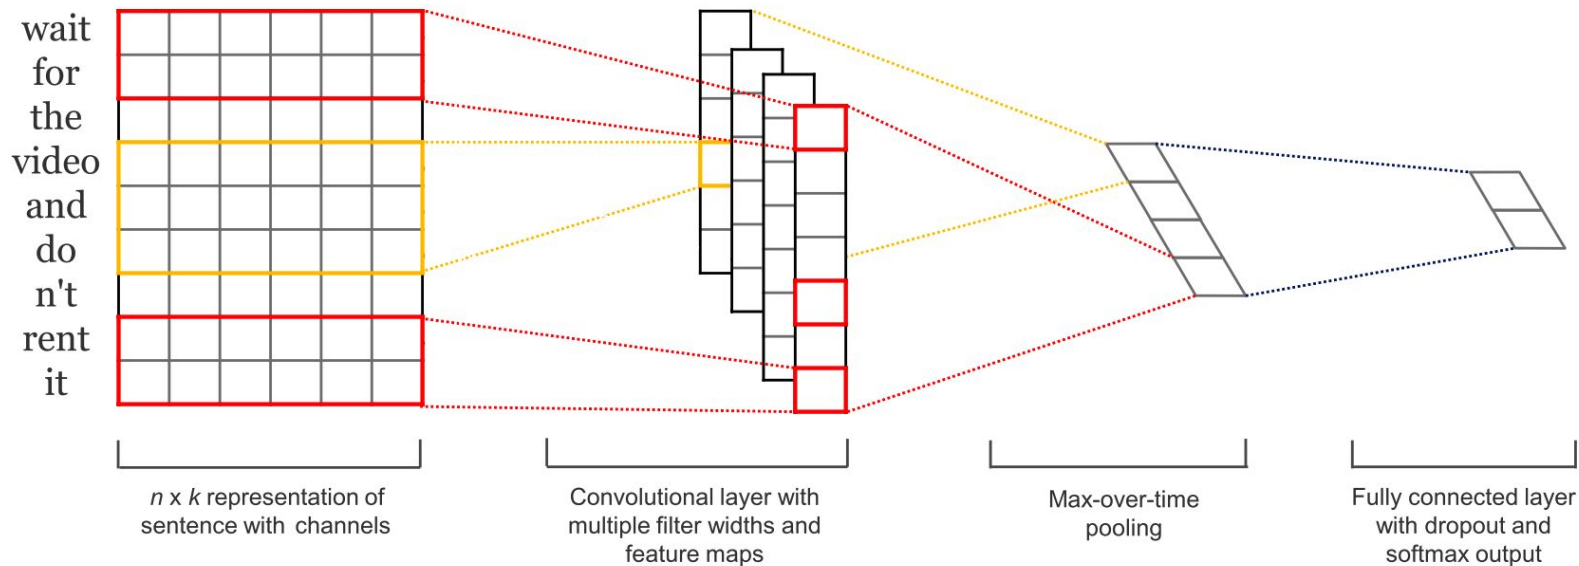 wait
for
the
video
and
do
n't
rent
it
n x k representation of
sentence with channels
Convolutional layer with
multiple filter widths and
feature maps
Max-over-time
pooling
Fully connected layer
with dropout and
softmax output